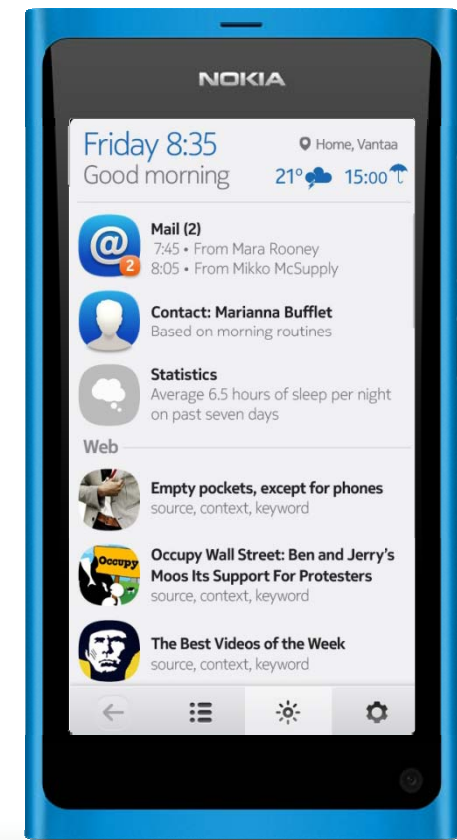 NOKIA
Friday 8:35
Home, Vantaa
Good morning
21° 15:00
Mail (2)
7:45 • From Mara Rooney
8:05 • From Mikko McSupply
2
Contact: Marianna Bufflet
Based on morning routines
Statistics
Average 6.5 hours of sleep per night
on past seven days
Web
Empty pockets, except for phones
source, context, keyword
Occupy
Occupy Wall Street: Ben and Jerry's
Moos Its Support For Protesters
source, context, keyword
The Best Videos of the Week
source, context, keyword